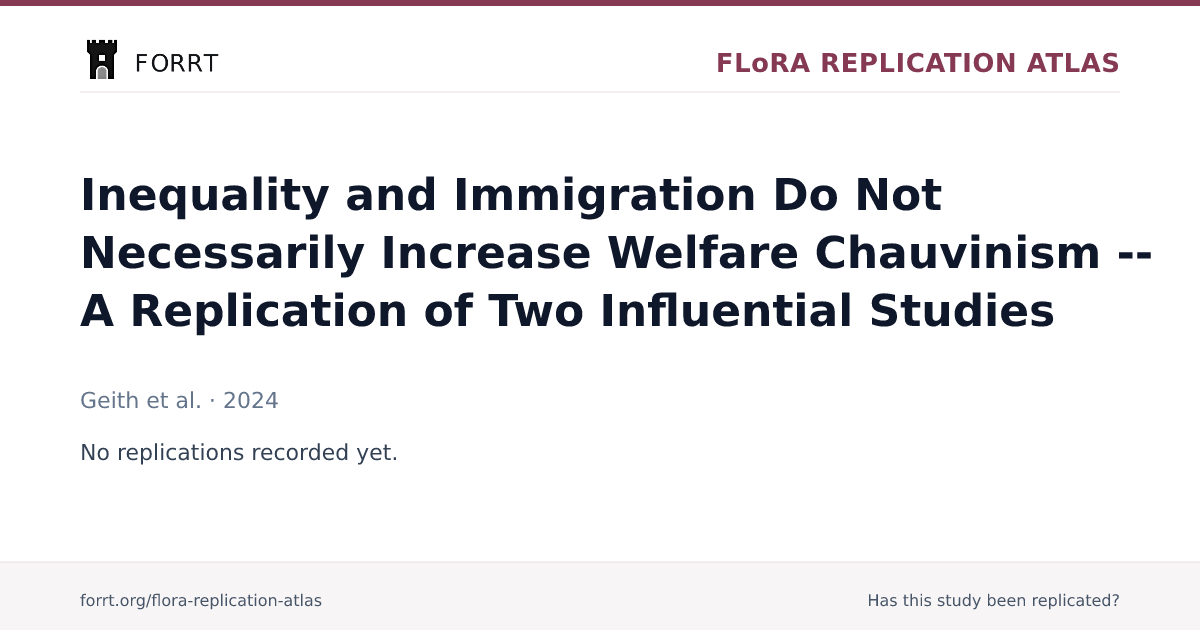 FORRT
FLoRA REPLICATION ATLAS
Inequality and Immigration Do Not
Necessarily Increase Welfare Chauvinism --
A Replication of Two Influential Studies
Geith et al. · 2024
No replications recorded yet.
forrt.org/flora-replication-atlas
Has this study been replicated?